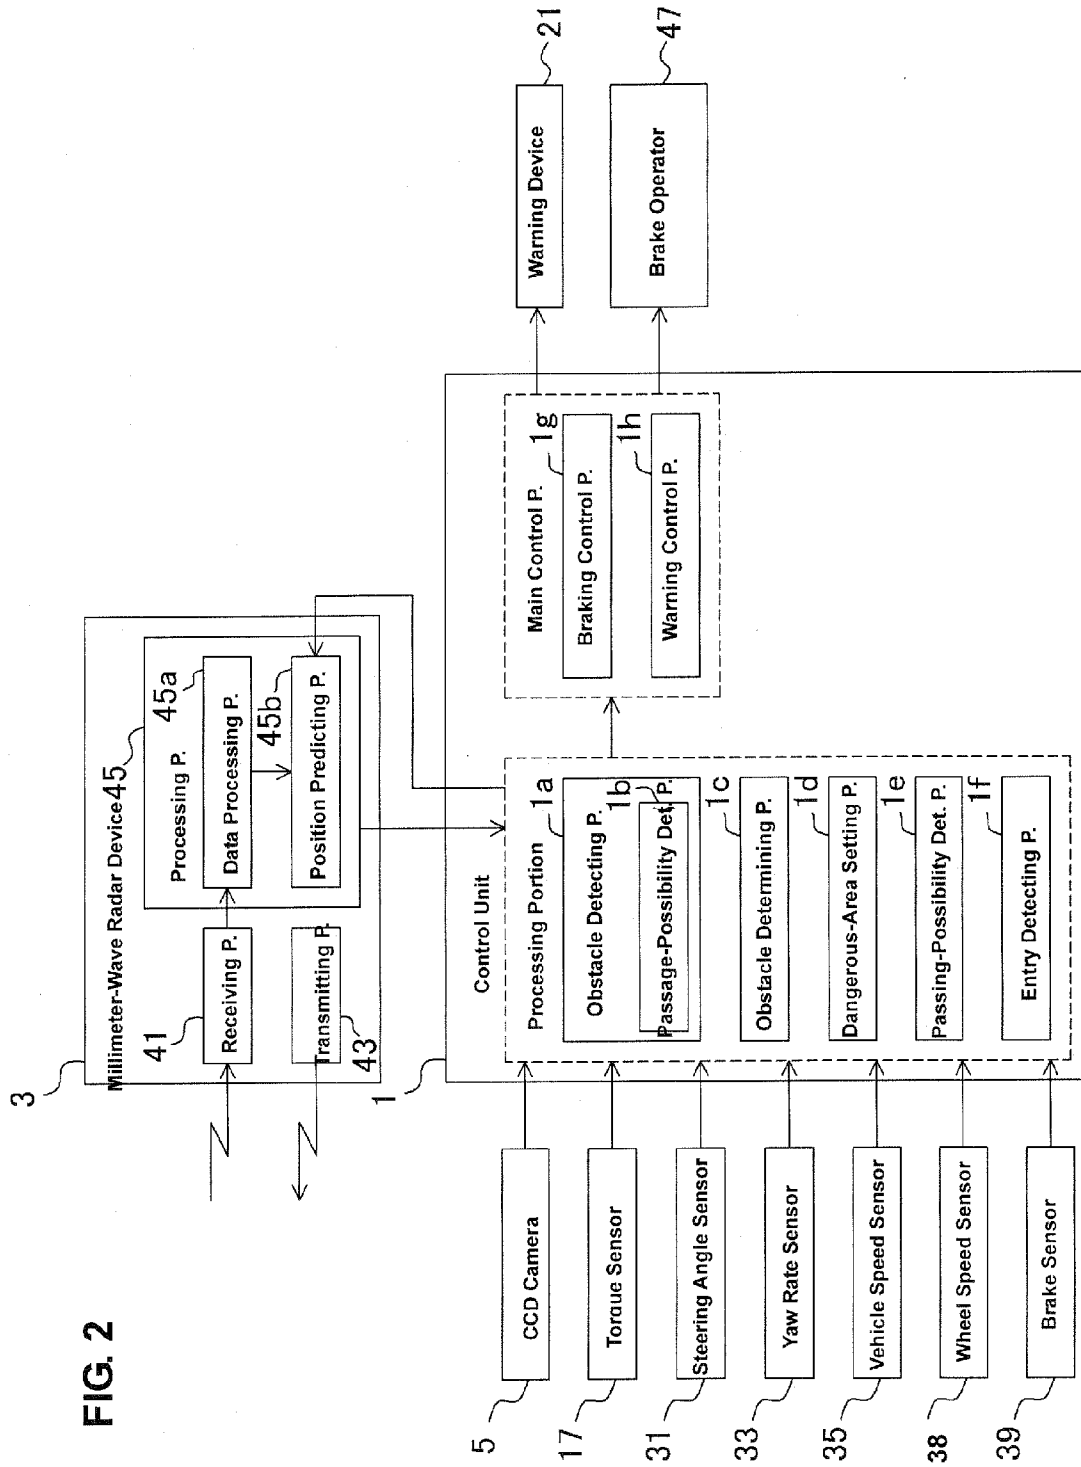 FIG. 2
3
Millimeter-Wave Radar Device
45
Processing P.
45a
Data Processing P.
45b
Position Predicting P.
41
Receiving P.
Transmitting P.
43
1
Control Unit
Processing Portion
1a
Obstacle Detecting P.
1b
Passage-Possibility Det. P.
1c
Obstacle Determining P.
1d
Dangerous-Area Setting P.
1e
Passing-Possibility Det. P.
1f
Entry Detecting P.
Main Control P.
1g
Braking Control P.
1h
Warning Control P.
Warning Device
21
Brake Operator
47
5
CCD Camera
17
Torque Sensor
31
Steering Angle Sensor
33
Yaw Rate Sensor
35
Vehicle Speed Sensor
38
Wheel Speed Sensor
39
Brake Sensor